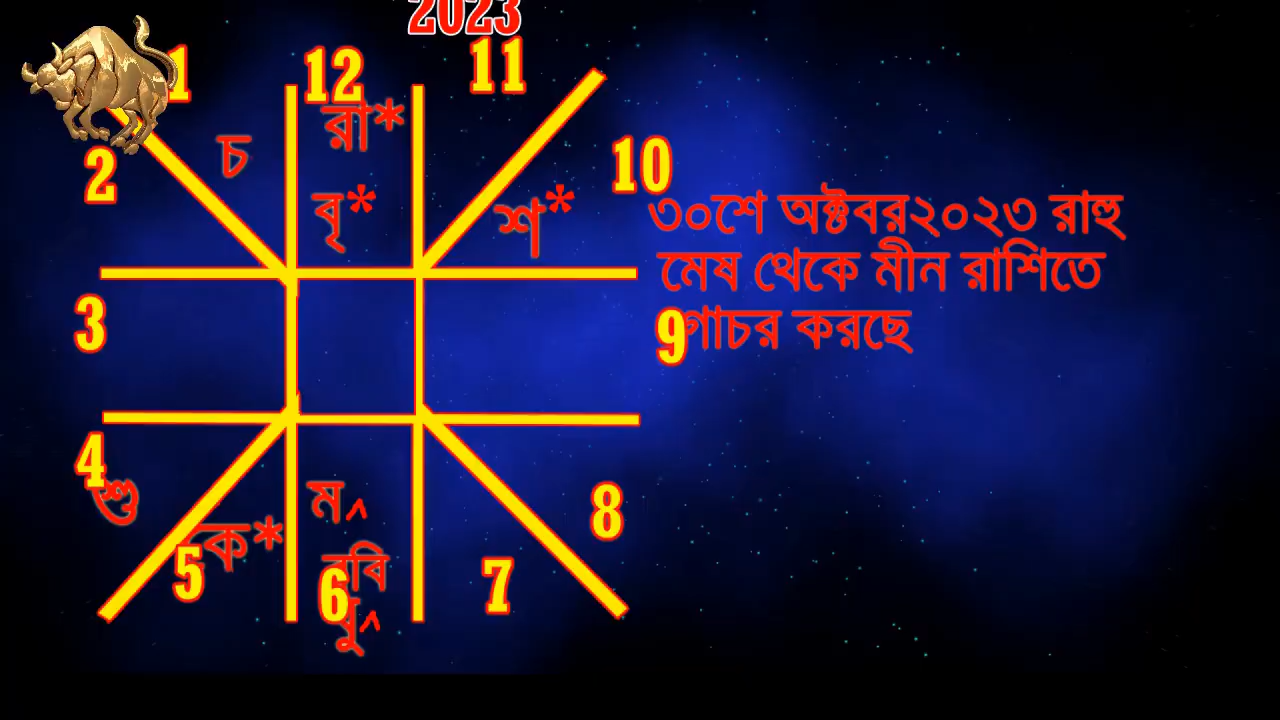 2023
1
12
11
2
চ
রা*
10
বৃ*
শ*
৩০শে অক্টবর২০২৩ রাহু
মেষ থেকে মীন রাশিতে
3
9
গাচর করছে
4
শু
কে*
5
ম^
রবি
6
বু^
7
8